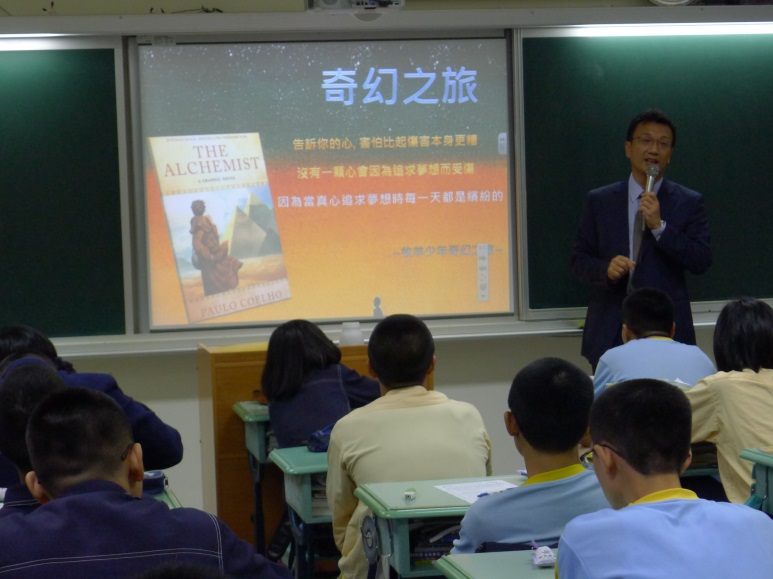 奇幻之旅
告訴你的心, 害怕比起傷害本身更糟
沒有一顆心會因為追求夢想而受傷
因為當真心追求夢想時每一天都是繽紛的
THE
ALCHEMIST
A GRAPHIC NOVEL
PAULO COELHO